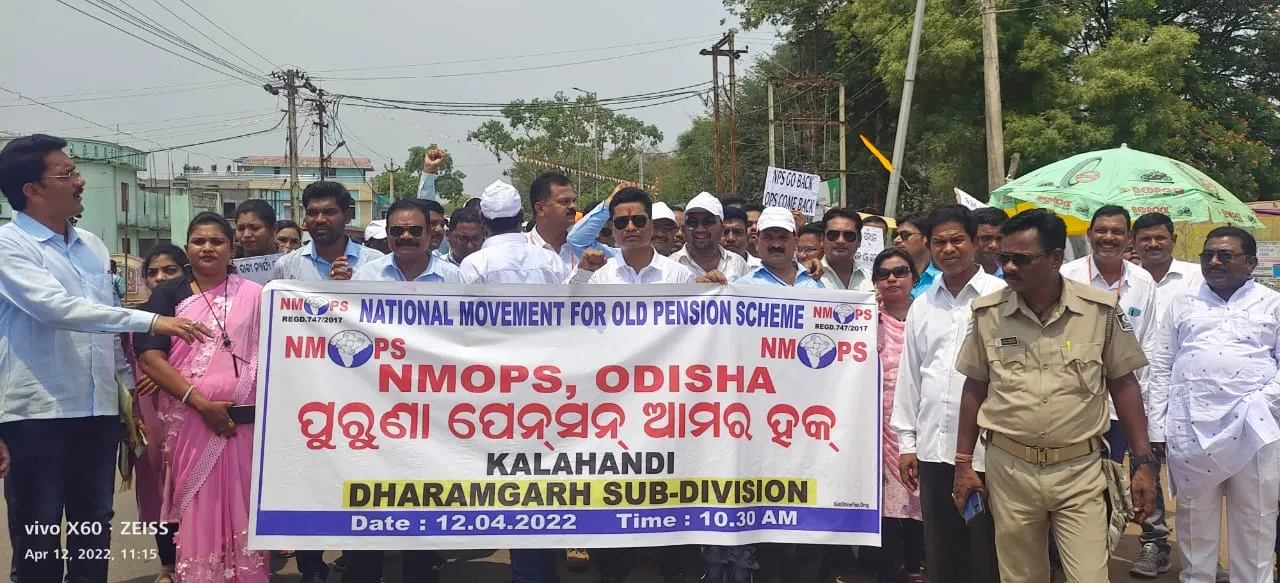 NPS GO BACK
OPS COME BACK
NMOPS
REGD.747/2017
NATIONAL MOVEMENT FOR OLD PENSION SCHEME
NMOPS
REGD.747/2017
NMOPS
NMOPS
NMOPS, ODISHA
ପୁରୁଣା ପେନ୍‌ସନ୍ ଆମର ହକ୍
KALAHANDI
DHARAMGARH SUB-DIVISION
Date : 12.04.2022 Time : 10.30 AM
vivo X60 · ZEISS
Apr 12, 2022, 11:15